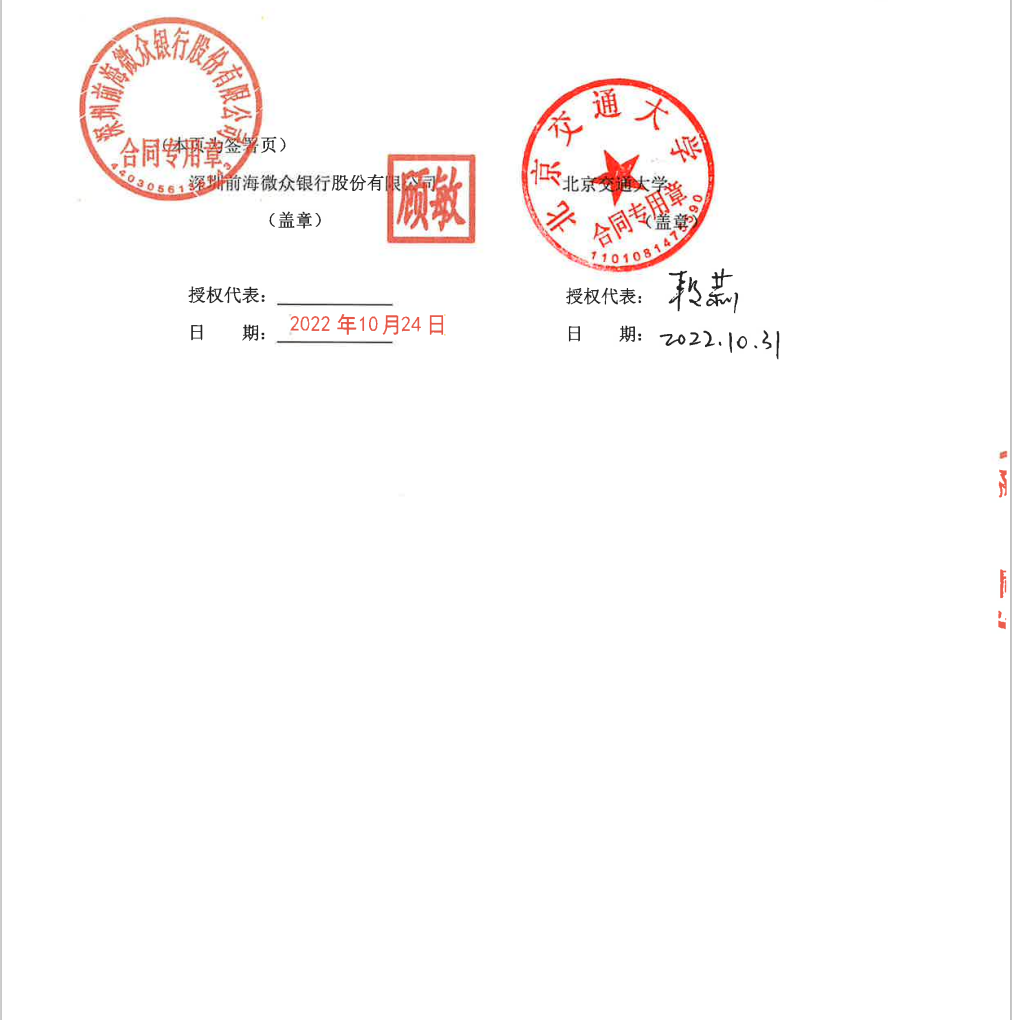 深圳前海微众银行股份有限公司
合同专用章
（本页为签署页）
深圳前海微众银行股份有限公司
（盖章）
顾敏
授权代表：
日 期：2022 年10月24 日
北京交通大学
合同专用章
北京交通大学
（盖章）
授权代表：
日 期：2022.10.31